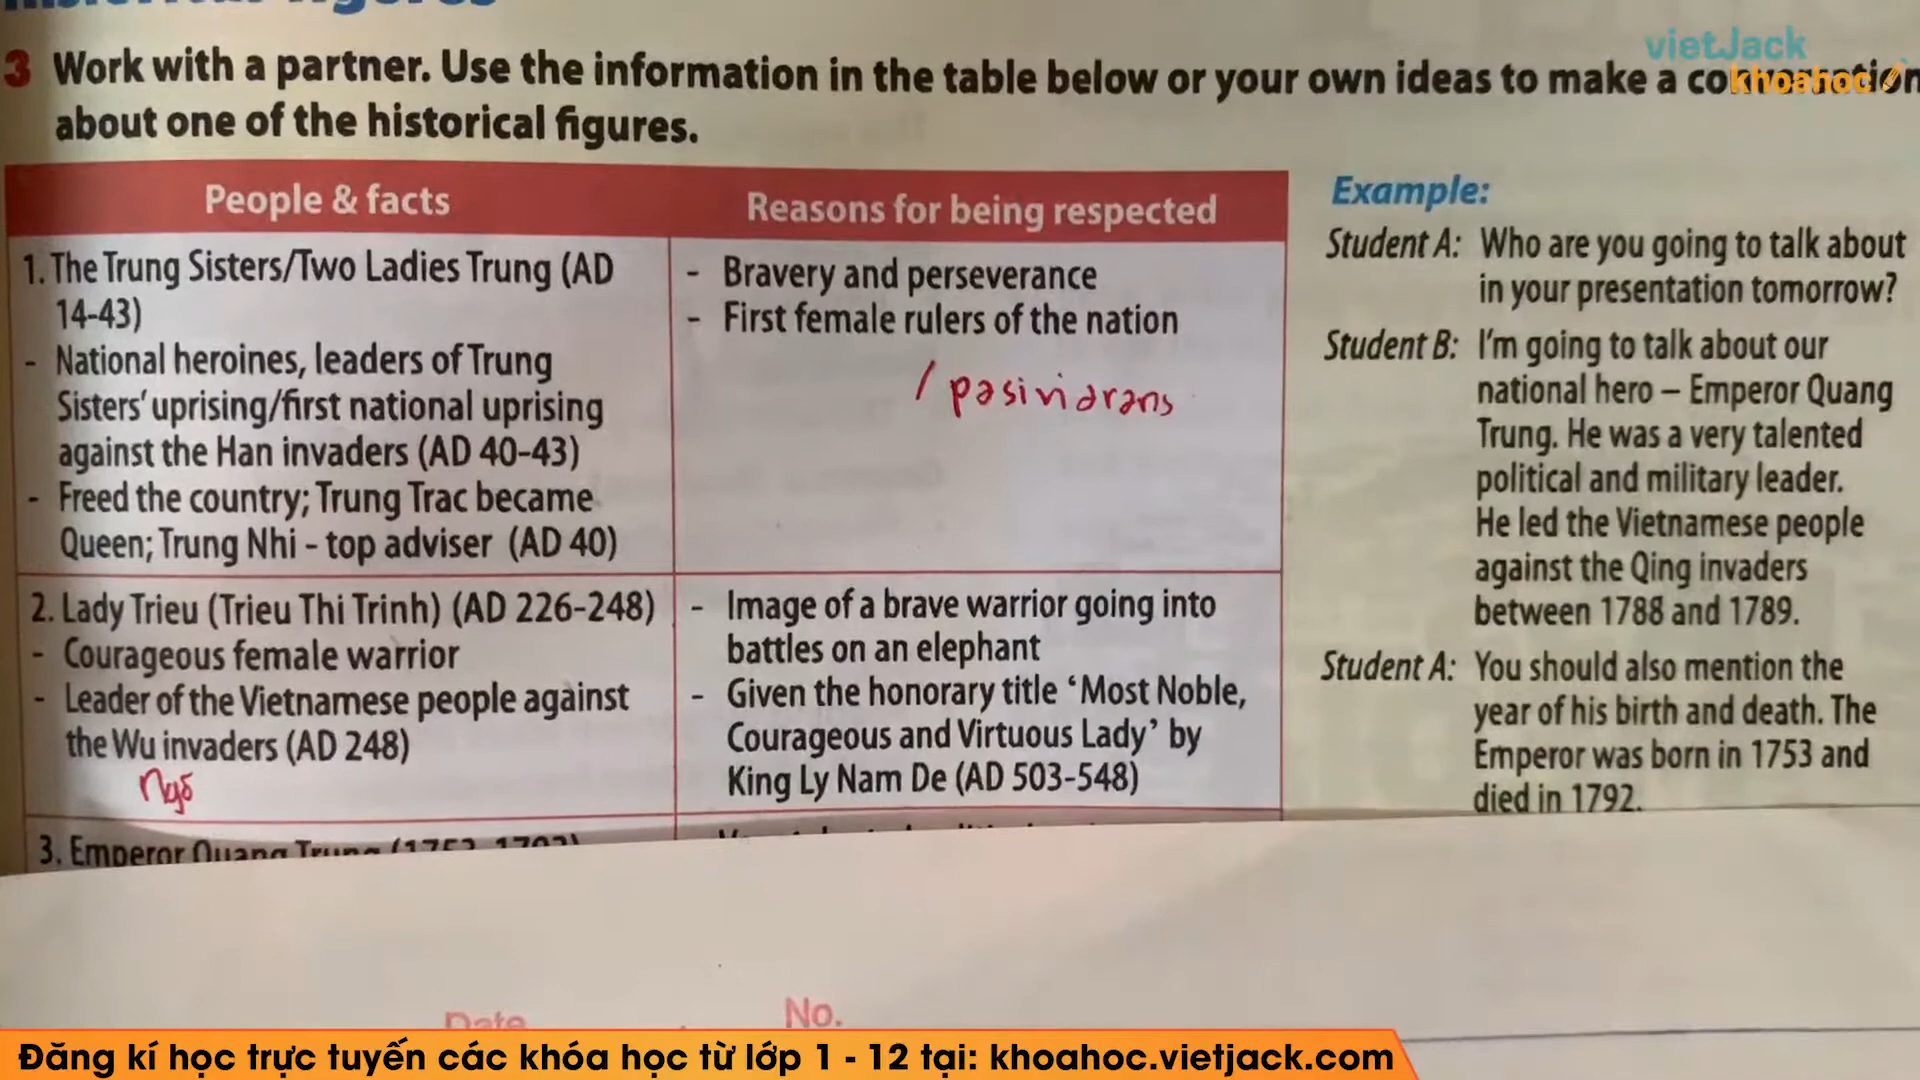 vietJack
khoahoc
3 Work with a partner. Use the information in the table below or your own ideas to make a
about one of the historical figures.
People & facts
Reasons for being respected
1. The Trung Sisters/Two Ladies Trung (AD
14-43)
- National heroines, leaders of Trung
Sisters' uprising/first national uprising
against the Han invaders (AD 40-43)
- Freed the country; Trung Trac became
Queen; Trung Nhi - top adviser (AD 40)
- Bravery and perseverance
- First female rulers of the nation
2. Lady Trieu (Trieu Thi Trinh) (AD 226-248)
- Courageous female warrior
- Leader of the Vietnamese people against
the Wu invaders (AD 248)
Ngô
- Image of a brave warrior going into
battles on an elephant
- Given the honorary title ‘Most Noble,
Courageous and Virtuous Lady’ by
King Ly Nam De (AD 503-548)
3. Emperor Quang Trung
Example:
Student A: Who are you going to talk about
in your presentation tomorrow?
Student B: I'm going to talk about our
national hero – Emperor Quang
Trung. He was a very talented
political and military leader.
He led the Vietnamese people
against the Qing invaders
between 1788 and 1789.
Student A: You should also mention the
year of his birth and death. The
Emperor was born in 1753 and
died in 1792.
Date
No.
Đăng kí học trực tuyến các khóa học từ lớp 1 - 12 tại: khoahoc.vietjack.com